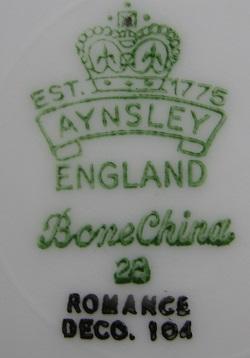 EST. 1775
AYNSLEY
ENGLAND
Bone China
28
ROMANCE
DECO. 164